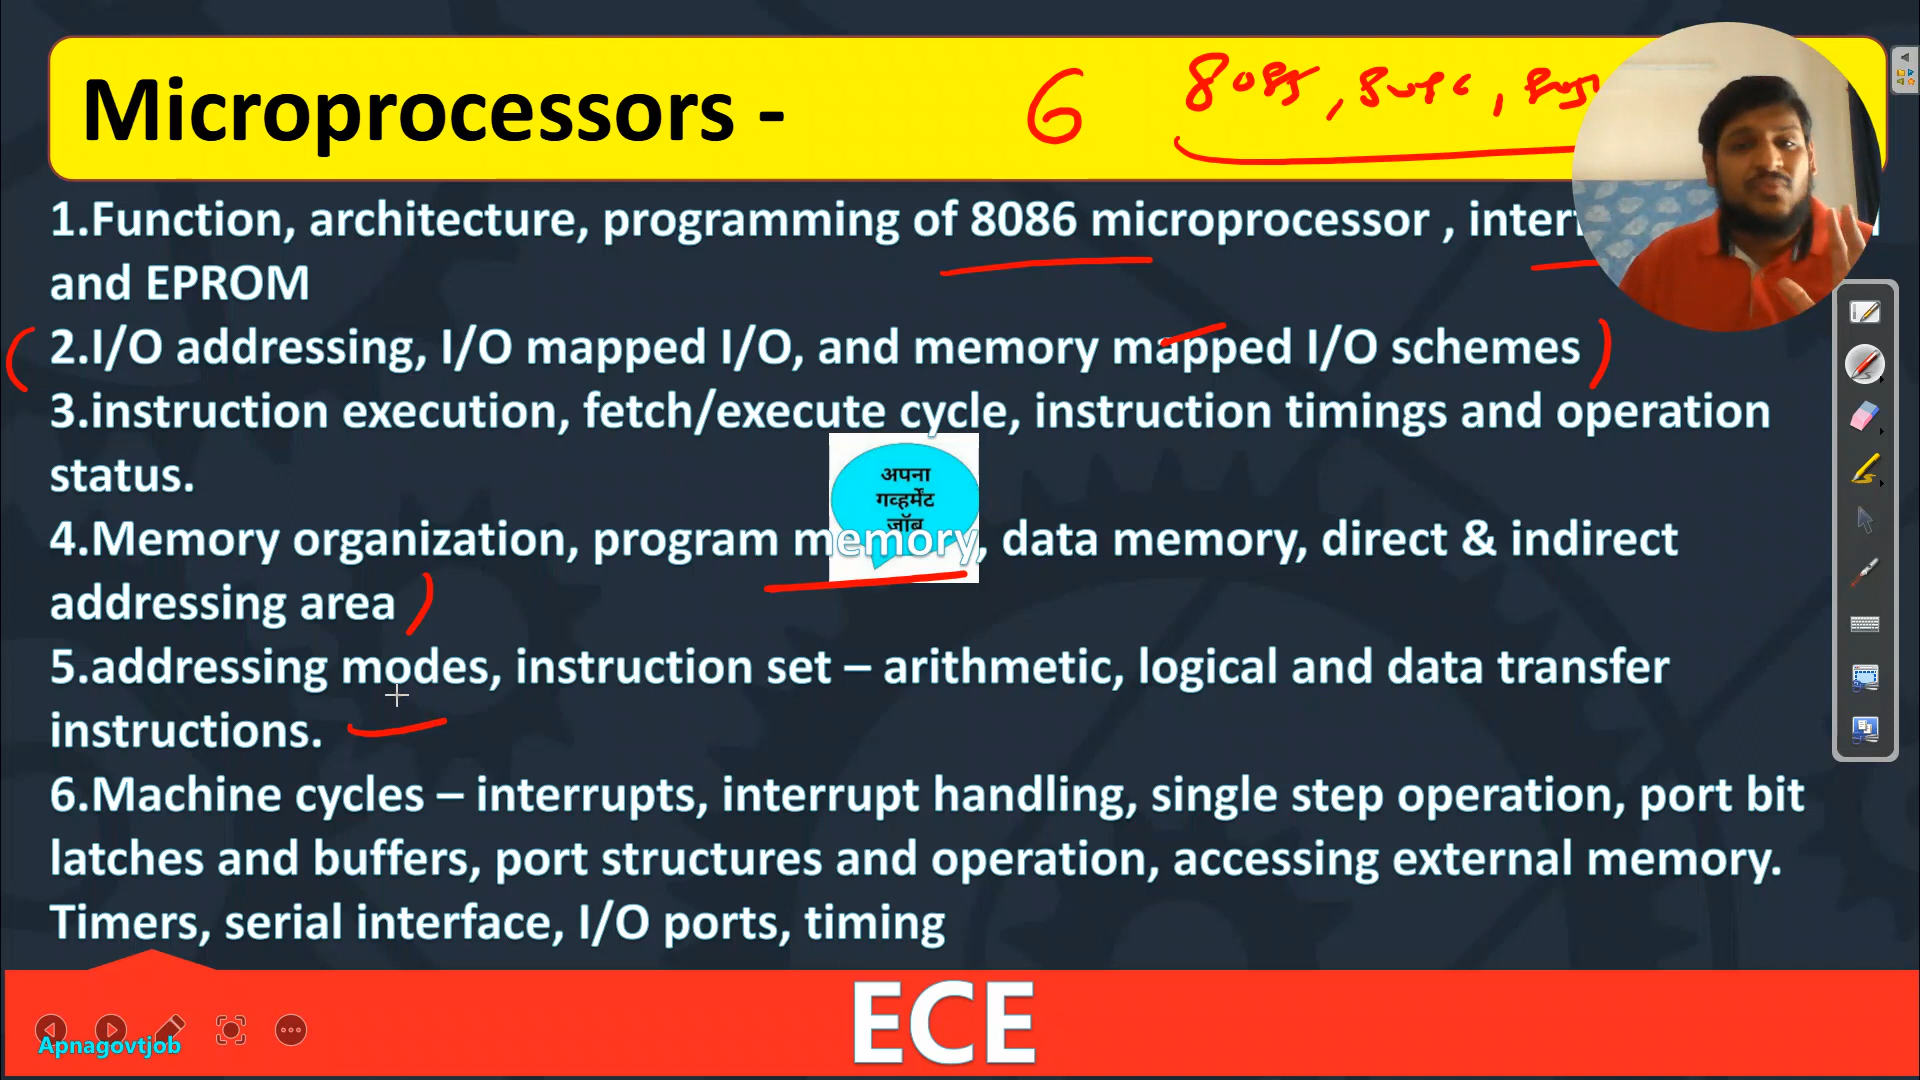 Microprocessors -
6 8085, 8086,
1.Function, architecture, programming of 8086 microprocessor ,
and EPROM
2.I/O addressing, I/O mapped I/O, and memory mapped I/O schemes
3.instruction execution, fetch/execute cycle, instruction timings and operation
status.
अपना
गव्हर्मेंट
जॉब
4.Memory organization, program memory, data memory, direct & indirect
addressing area
5.addressing modes, instruction set – arithmetic, logical and data transfer
instructions.
6.Machine cycles – interrupts, interrupt handling, single step operation, port bit
latches and buffers, port structures and operation, accessing external memory.
Timers, serial interface, I/O ports, timing
ECE
Apnagovtjob